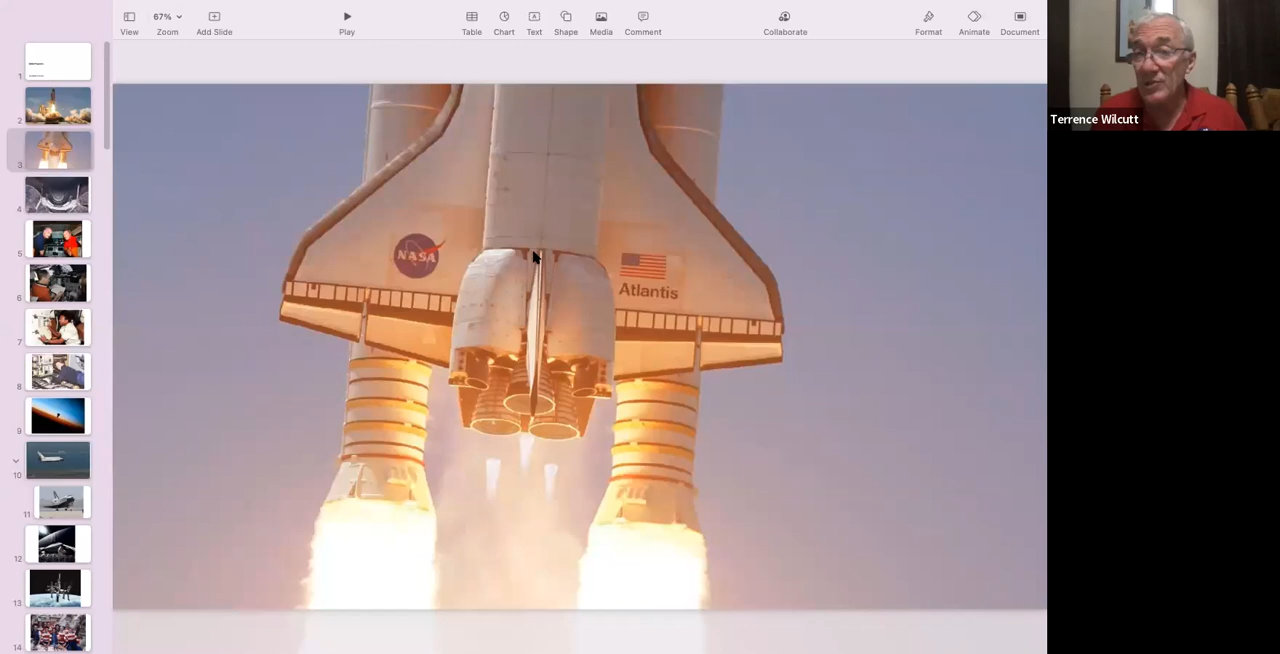 67%
View
Zoom
Add Slide
Play
Table
Chart
Text
Shape
Media
Comment
Collaborate
Format
Animate
Document
Terrence Wilcutt
1
2
3
4
5
6
7
8
9
10
11
12
13
14
NASA
Atlantis